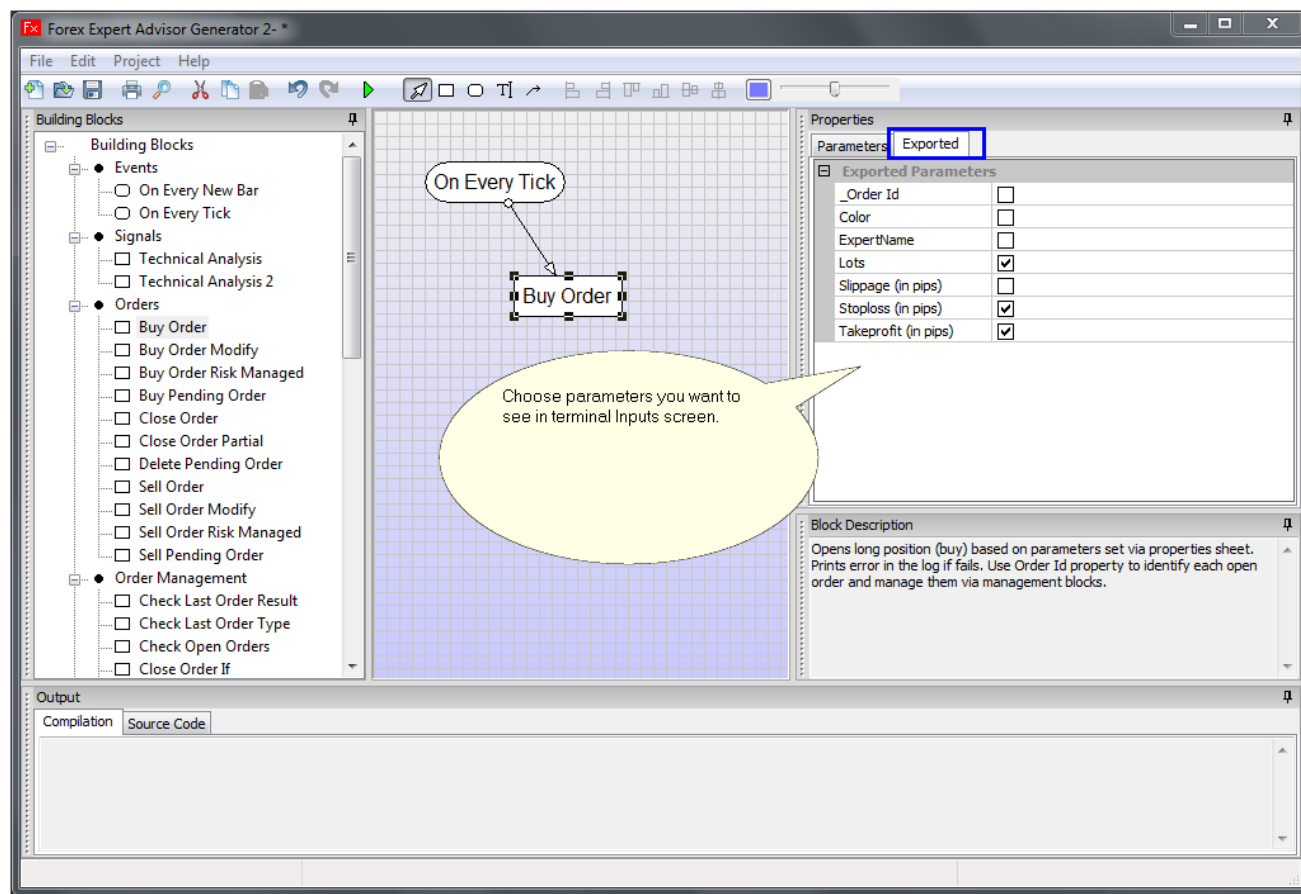 Forex Expert Advisor Generator 2- *
File Edit Project Help
Building Blocks
Building Blocks
Events
On Every New Bar
On Every Tick
Signals
Technical Analysis
Technical Analysis 2
Orders
Buy Order
Buy Order Modify
Buy Order Risk Managed
Buy Pending Order
Close Order
Close Order Partial
Delete Pending Order
Sell Order
Sell Order Modify
Sell Order Risk Managed
Sell Pending Order
Order Management
Check Last Order Result
Check Last Order Type
Check Open Orders
Close Order If
On Every Tick
Buy Order
Choose parameters you want to
see in terminal Inputs screen.
Properties
Parameters Exported
Exported Parameters
_Order Id
Color
ExpertName
Lots
Slippage (in pips)
Stoploss (in pips)
Takeprofit (in pips)
Block Description
Opens long position (buy) based on parameters set via properties sheet.
Prints error in the log if fails. Use Order Id property to identify each open
order and manage them via management blocks.
Output
Compilation Source Code